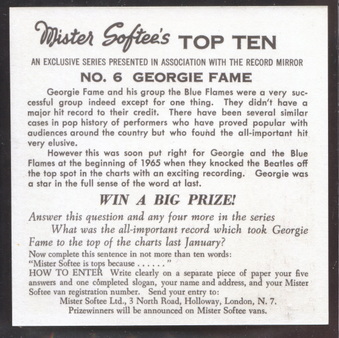 Mister Softee's TOP TEN
AN EXCLUSIVE SERIES PRESENTED IN ASSOCIATION WITH THE RECORD MIRROR
NO. 6 GEORGIE FAME
Georgie Fame and his group the Blue Flames were a very suc-
cessful group indeed except for one thing. They didn't have a
major hit record to their credit. There have been several similar
cases in pop history of performers who have proved popular with
audiences around the country but who found the all-important hit
very elusive.
However this was soon put right for Georgie and the Blue
Flames at the beginning of 1965 when they knocked the Beatles off
the top spot in the charts with an exciting recording. Georgie was
a star in the full sense of the word at last.
WIN A BIG PRIZE!
Answer this question and any four more in the series
What was the all-important record which took Georgie
Fame to the top of the charts last January?
Now complete this sentence in not more than ten words:
"Mister Softee is tops because . . . . . ."
HOW TO ENTER Write clearly on a separate piece of paper your five
answers and one completed slogan, your name and address, and your Mister
Softee van registration number. Send your entry to:
Mister Softee Ltd., 3 North Road, Holloway, London, N. 7.
Prizewinners will be announced on Mister Softee vans.